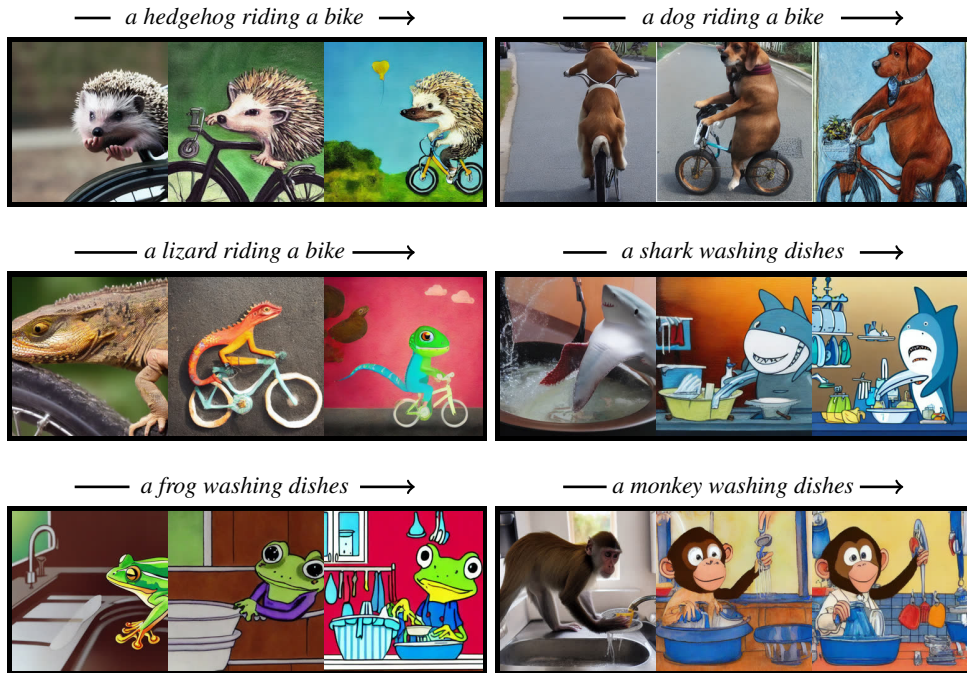 a hedgehog riding a bike
a dog riding a bike
a lizard riding a bike
a shark washing dishes
a frog washing dishes
a monkey washing dishes